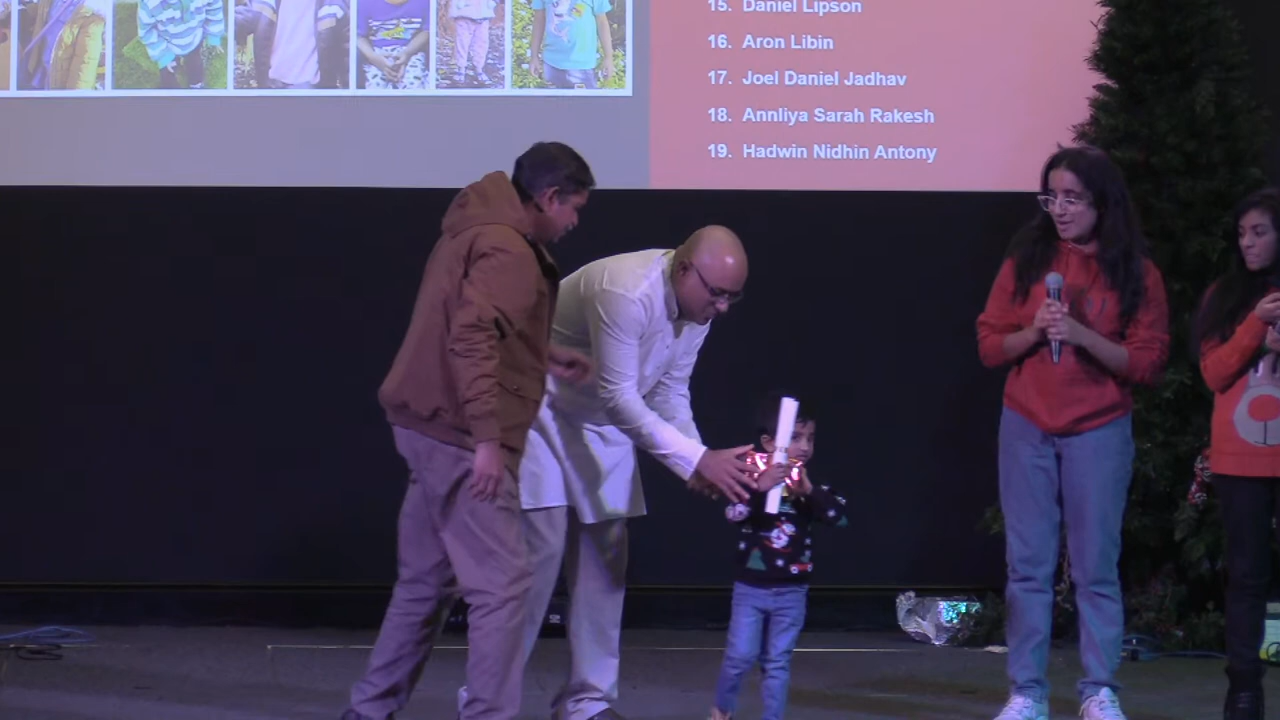 15. Daniel Lipson
16. Aron Libin
17. Joel Daniel Jadhav
18. Annliya Sarah Rakesh
19. Hadwin Nidhin Antony